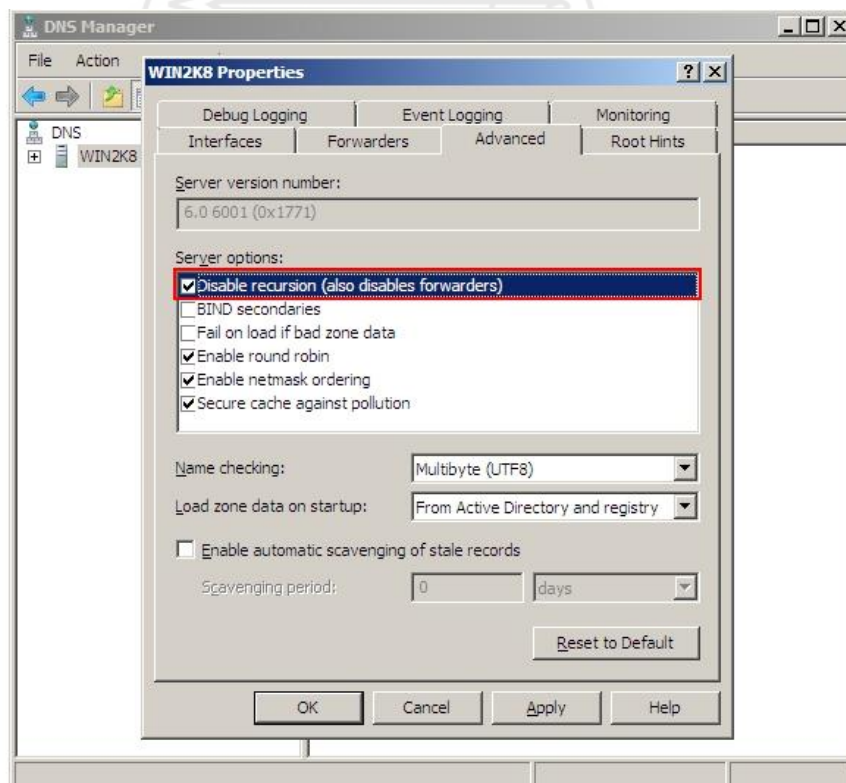 DNS Manager
File Action
WIN2K8 Properties
Debug Logging Event Logging Monitoring
Interfaces Forwarders Advanced Root Hints
DNS
WIN2K8
Server version number:
6.0 6001 (0x1771)
Server options:
Disable recursion (also disables forwarders)
BIND secondaries
Fail on load if bad zone data
Enable round robin
Enable netmask ordering
Secure cache against pollution
Name checking: Multibyte (UTF8)
Load zone data on startup: From Active Directory and registry
Enable automatic scavenging of stale records
Scavenging period: 0 days
Reset to Default
OK Cancel Apply Help